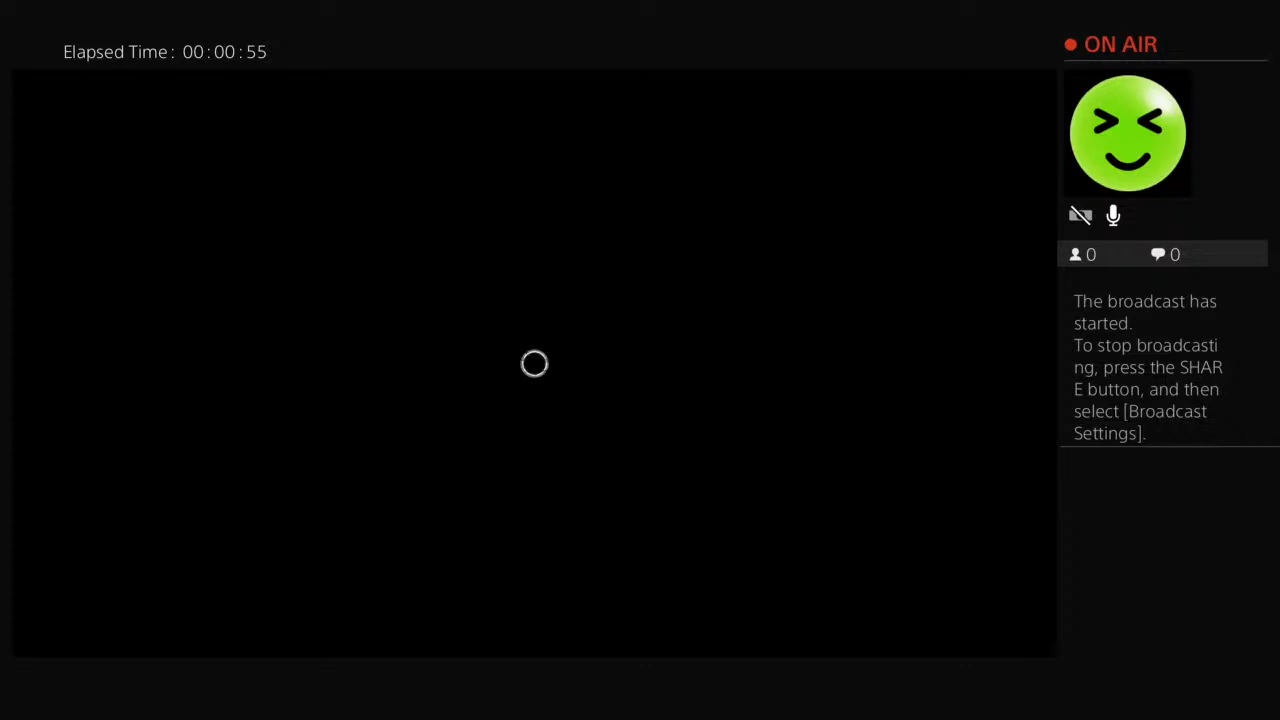 Elapsed Time: 00:00:55
ON AIR
0 0
The broadcast has
started.
To stop broadcasti
ng, press the SHAR
E button, and then
select [Broadcast
Settings].